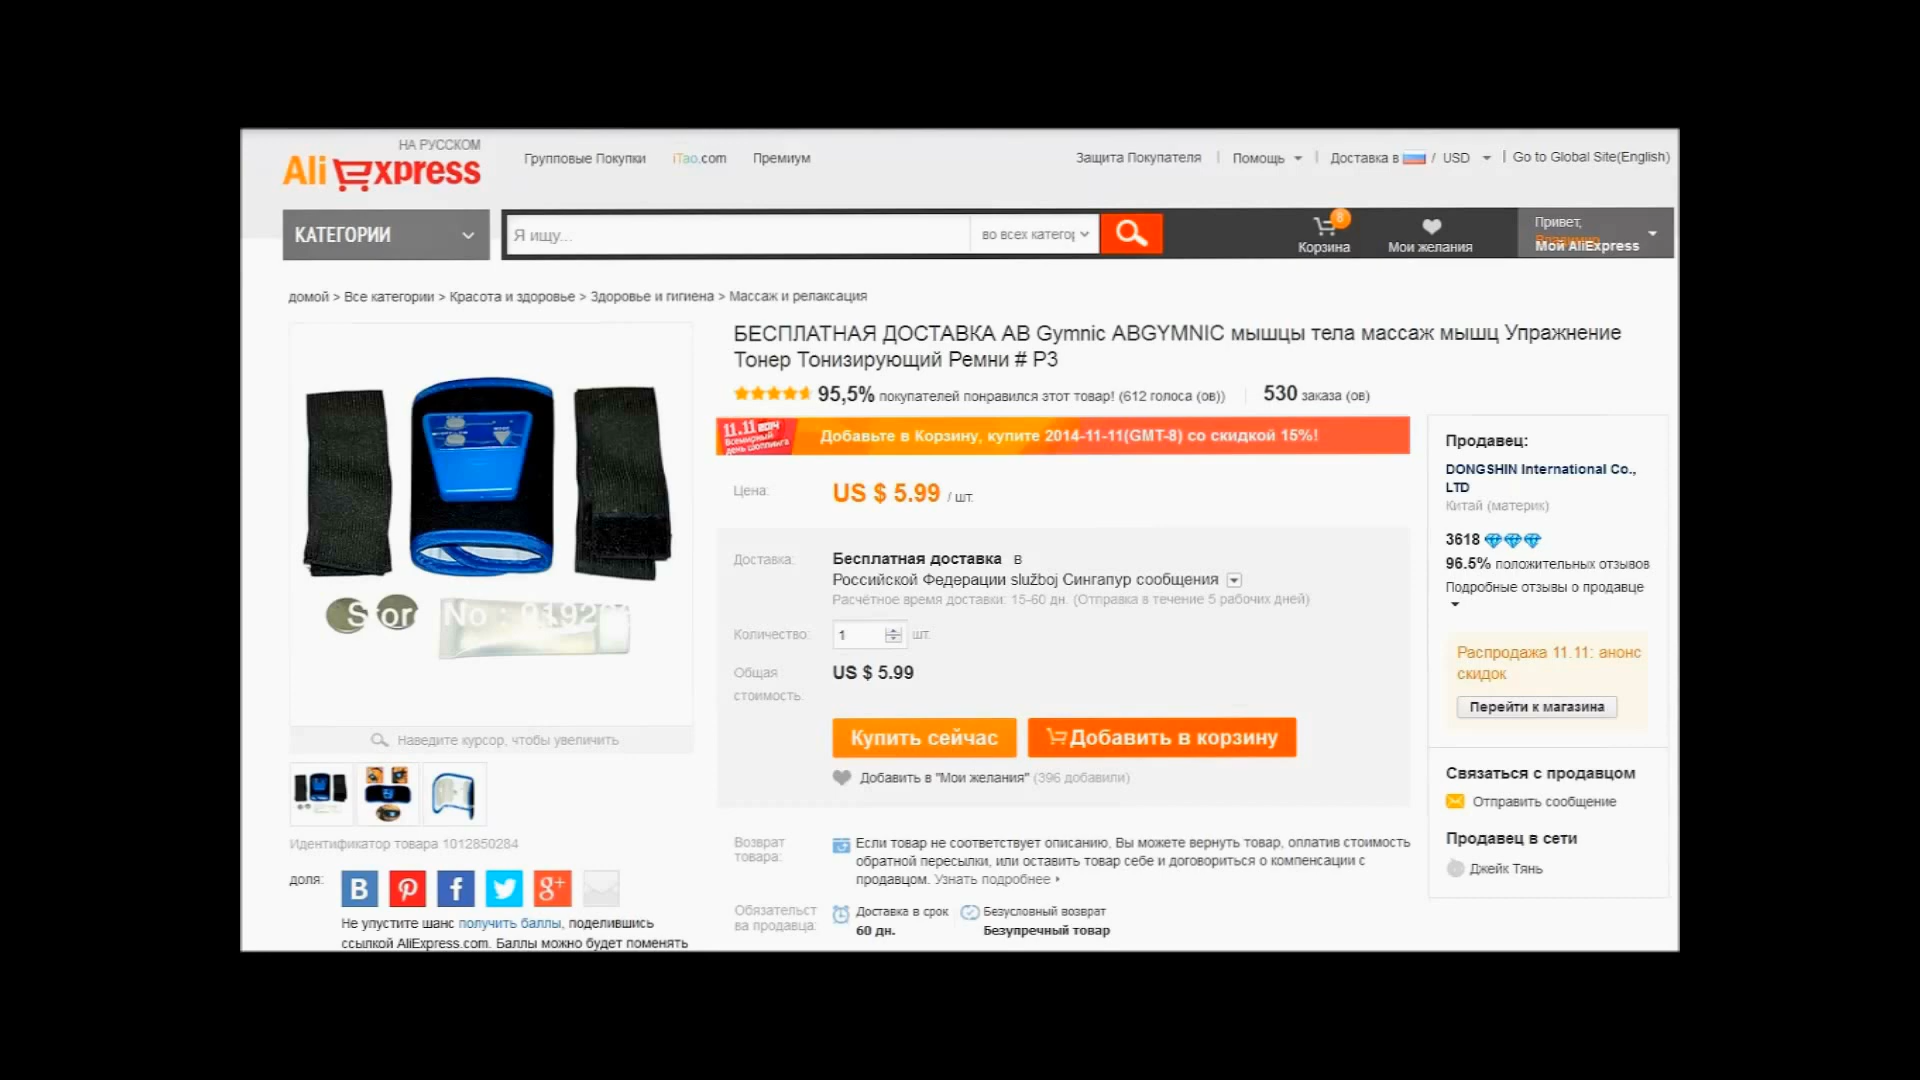 НА РУССКОМ
AliExpress
Групповые Покупки
iTao.com
Премиум
Защита Покупателя
Помощь
Доставка в / USD
Go to Global Site(English)
КАТЕГОРИИ
Я ищу...
во всех категор
8
Корзина
Мои желания
Привет,
Мой AliExpress
домой > Все категории > Красота и здоровье > Здоровье и гигиена > Массаж и релаксация
БЕСПЛАТНАЯ ДОСТАВКА AB Gymnic ABGYMNIC мышцы тела массаж мышц Упражнение
Тонер Тонизирующий Ремни # P3
95,5% покупателей понравился этот товар! (612 голоса (ов))
530 заказа (ов)
11.11 2014
Всемирный
день шоппинга
Добавьте в Корзину, купите 2014-11-11(GMT-8) со скидкой 15%!
Цена:
US $ 5.99 / шт.
Доставка:
Бесплатная доставка в
Российской Федерации služboj Сингапур сообщения
Расчётное время доставки: 15-60 дн. (Отправка в течение 5 рабочих дней)
Количество:
1
шт.
Общая
стоимость:
US $ 5.99
Купить сейчас
Добавить в корзину
Добавить в "Мои желания" (396 добавили)
Возврат
товара:
Если товар не соответствует описанию, Вы можете вернуть товар, оплатив стоимость
обратной пересылки, или оставить товар себе и договориться о компенсации с
продавцом. Узнать подробнее
Обязательст
ва продавца:
Доставка в срок
60 дн.
Безусловный возврат
Безупречный товар
Store No :
Наведите курсор, чтобы увеличить
Идентификатор товара 1012850284
доля:
B
f
g+
Не упустите шанс получить баллы, поделившись
ссылкой AliExpress.com. Баллы можно будет поменять
Продавец:
DONGSHIN International Co.,
LTD
Китай (материк)
3618
96.5% положительных отзывов
Подробные отзывы о продавце
Распродажа 11.11: анонс
скидок
Перейти к магазина
Связаться с продавцом
Отправить сообщение
Продавец в сети
Джейк Тянь